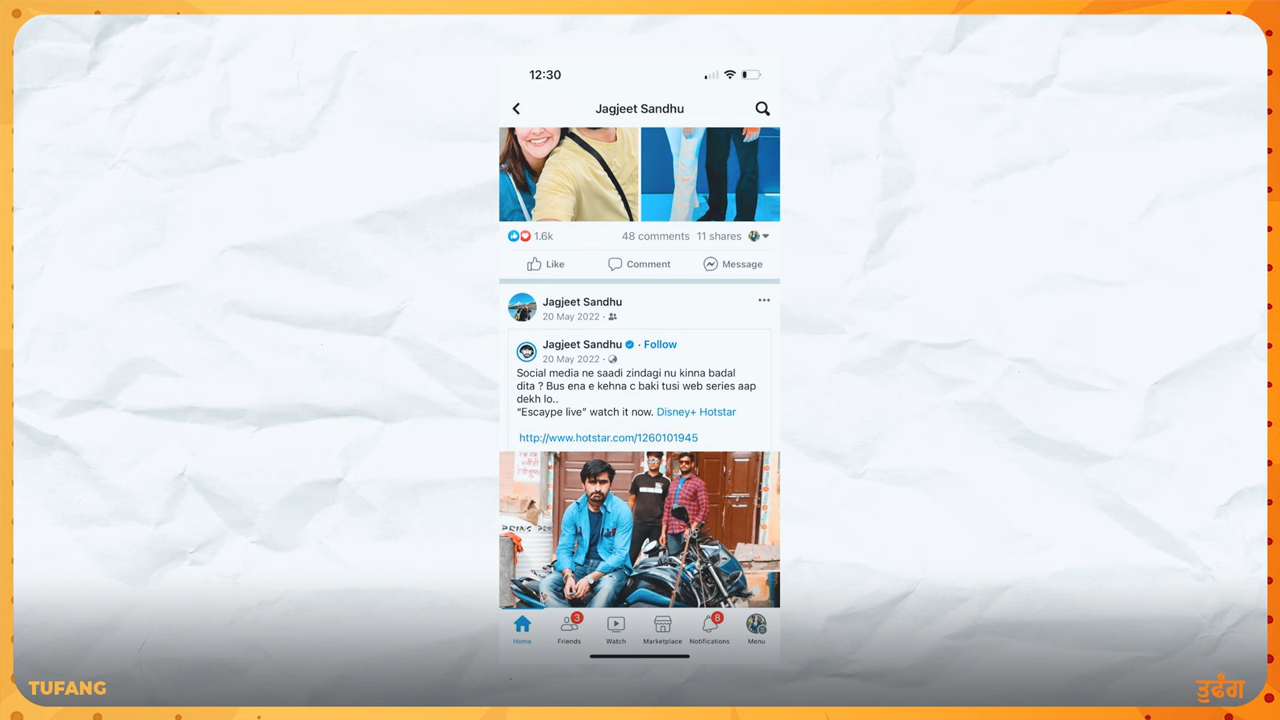 12:30
Jagjeet Sandhu
1.6k 48 comments 11 shares
Like Comment Message
Jagjeet Sandhu
20 May 2022 ·
Jagjeet Sandhu · Follow
20 May 2022 ·
Social media ne saadi zindagi nu kinna badal
dita ? Bus ena e kehna c baki tusi web series aap
dekh lo..
“Escaype live” watch it now. Disney+ Hotstar
http://www.hotstar.com/1260101945
3 8
Home Friends Watch Marketplace Notifications Menu
TUFANG ਤੁਫੰਗ